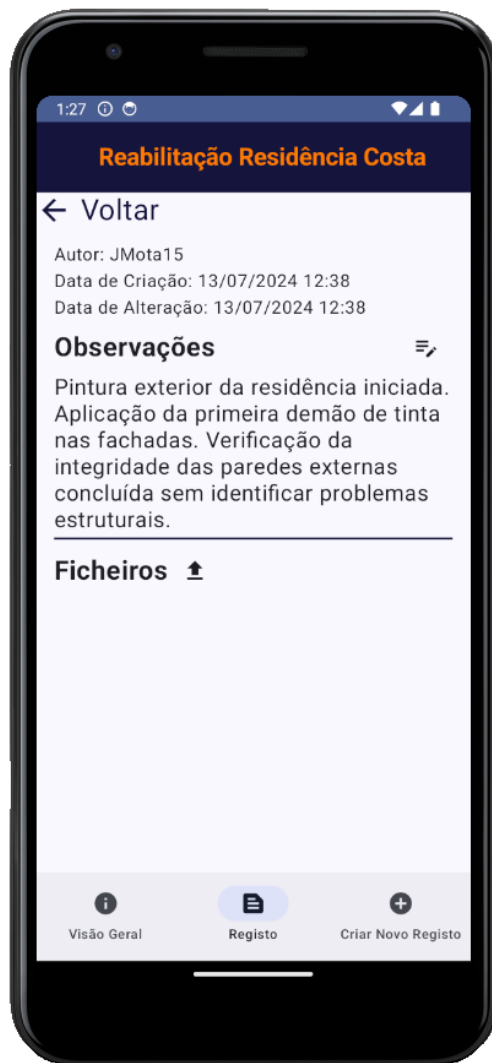 1:27
Reabilitação Residência Costa
Voltar
Autor: JMota15
Data de Criação: 13/07/2024 12:38
Data de Alteração: 13/07/2024 12:38
Observações
Pintura exterior da residência iniciada.
Aplicação da primeira demão de tinta
nas fachadas. Verificação da
integridade das paredes externas
concluída sem identificar problemas
estruturais.
Ficheiros
Visão Geral
Registo
Criar Novo Registo